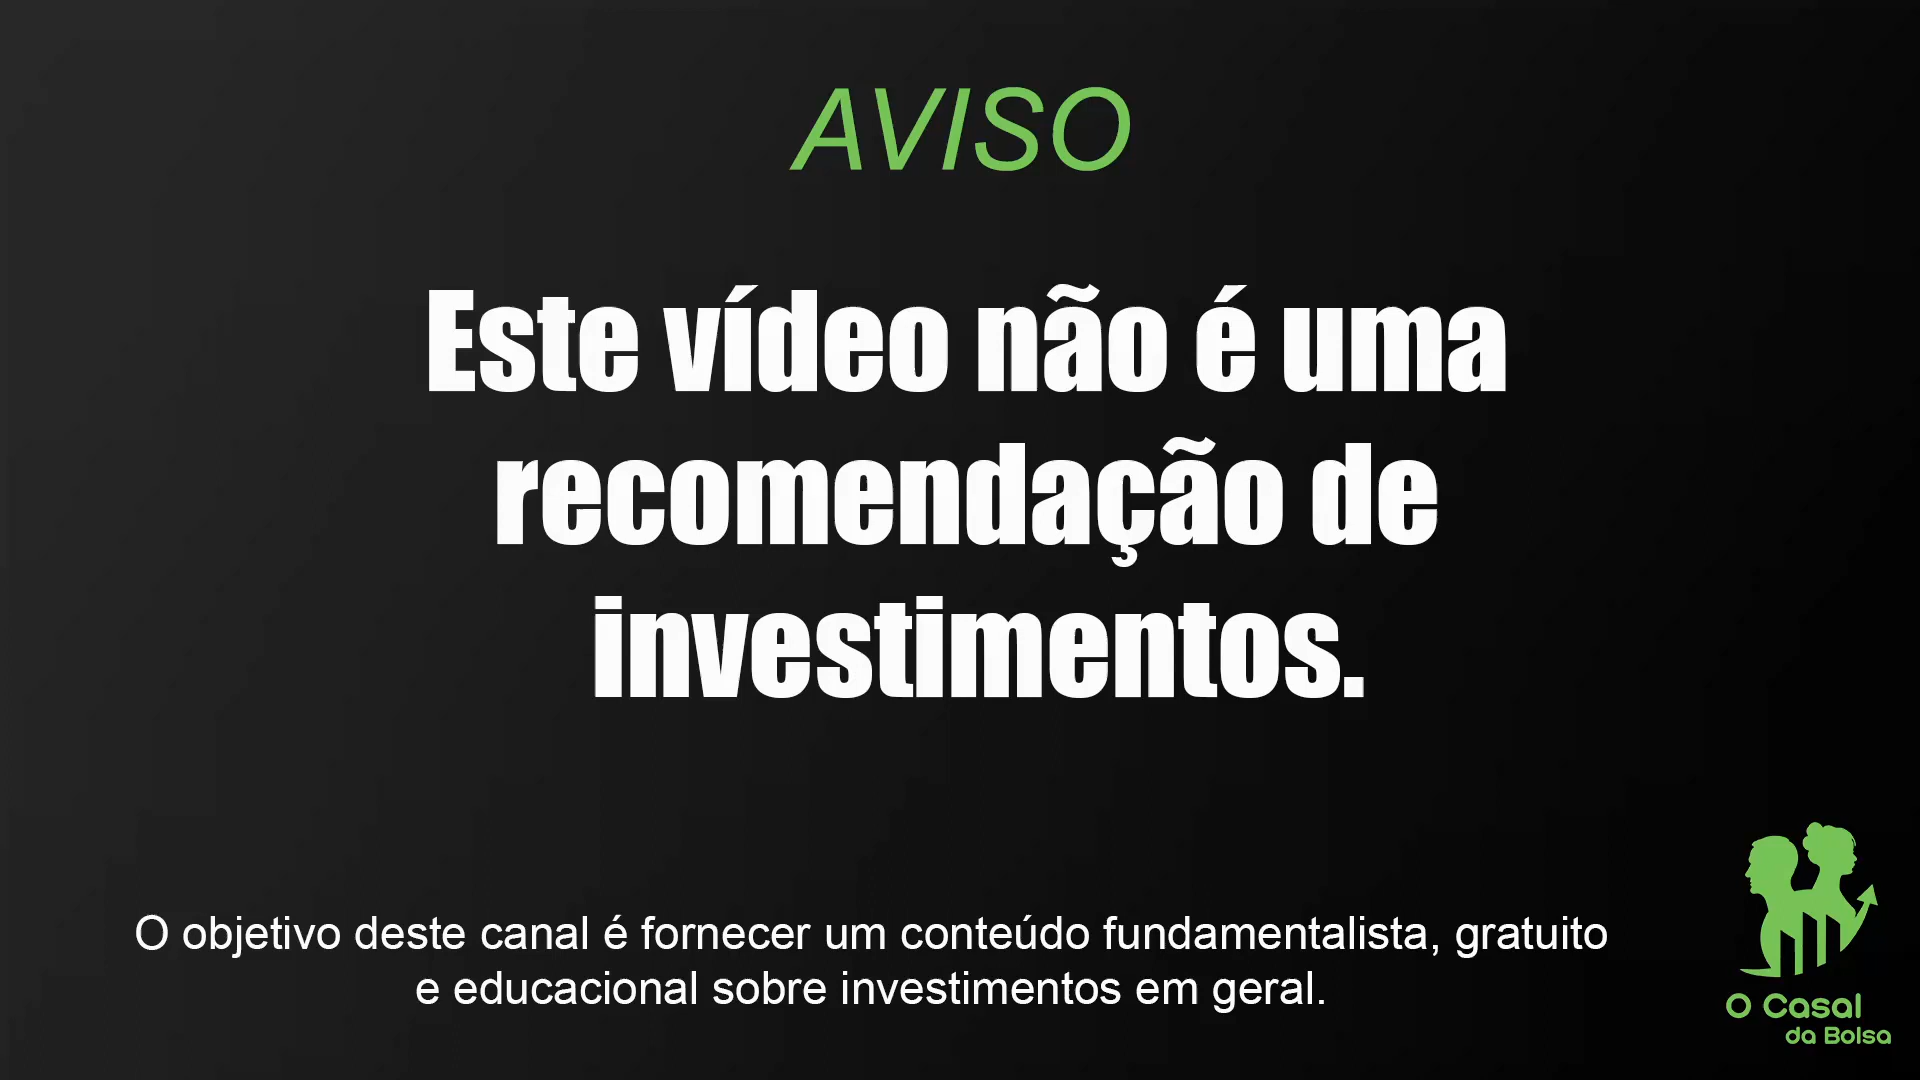 AVISO
Este vídeo não é uma
recomendação de
investimentos.
O objetivo deste canal é fornecer um conteúdo fundamentalista, gratuito
e educacional sobre investimentos em geral.
O Casal
da Bolsa